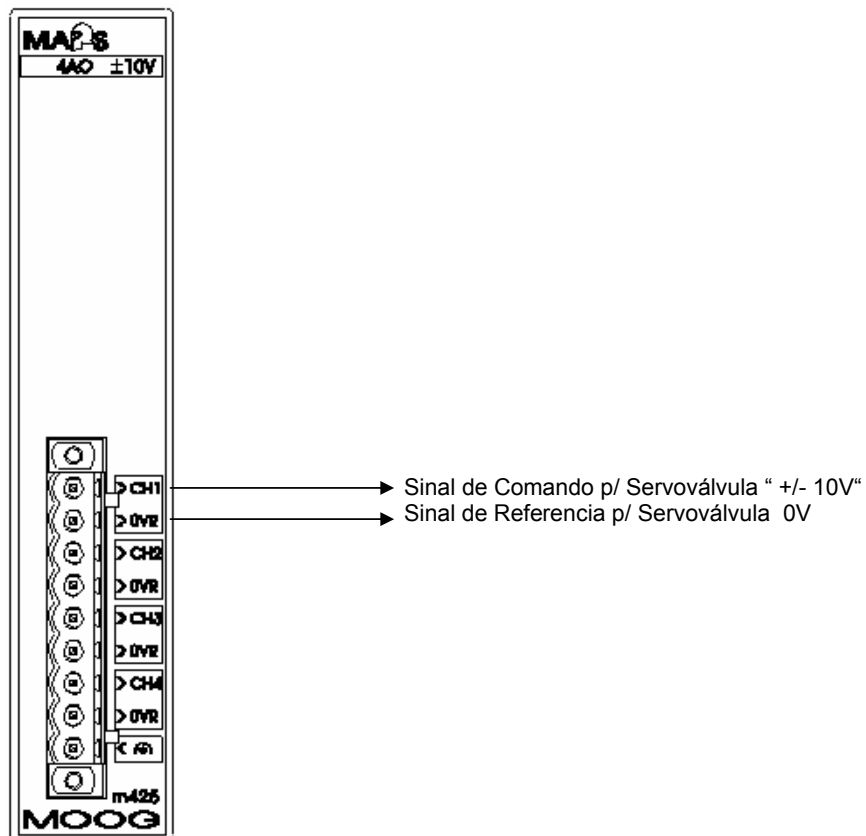 4AO ±10V
CH1
0VR
CH2
0VR
CH3
0VR
CH4
0VR
m425
MOOG
Sinal de Comando p/ Servoválvula “ +/- 10V“
Sinal de Referencia p/ Servoválvula 0V